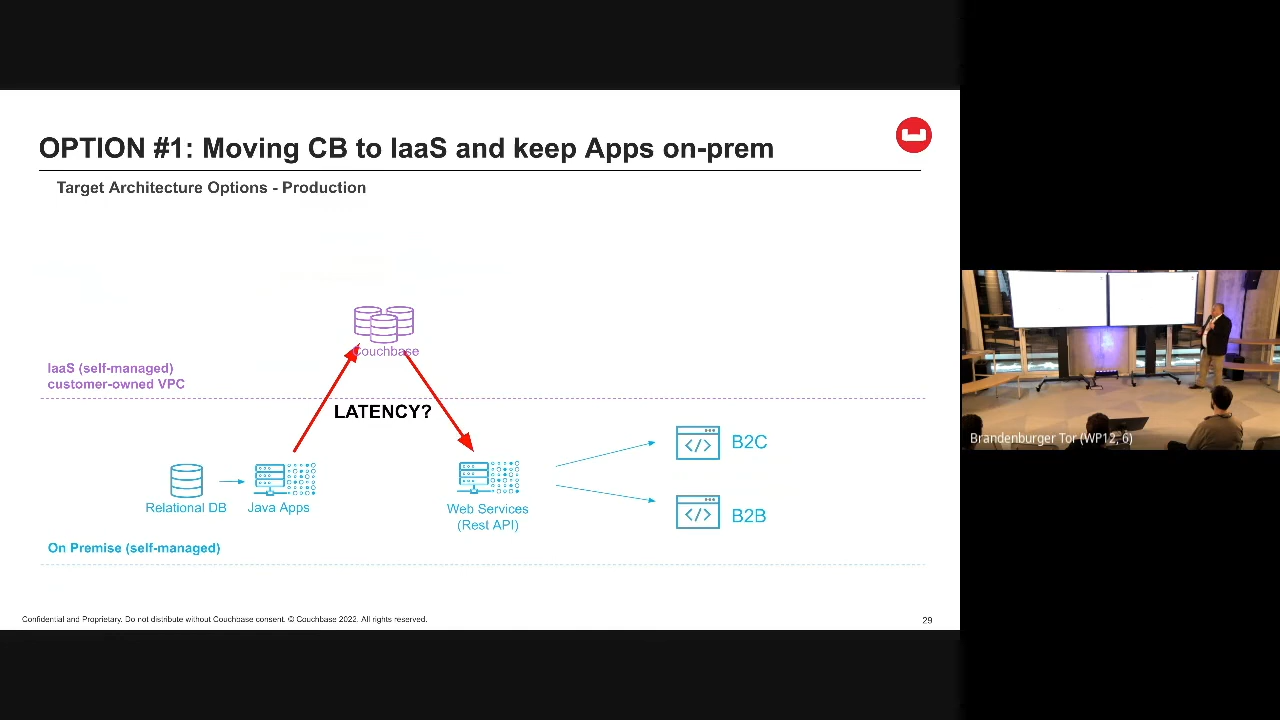 OPTION #1: Moving CB to IaaS and keep Apps on-prem
Target Architecture Options - Production
Couchbase
IaaS (self-managed)
customer-owned VPC
LATENCY?
B2C
Relational DB
Java Apps
Web Services
(Rest API)
B2B
On Premise (self-managed)
Confidential and Proprietary. Do not distribute without Couchbase consent. © Couchbase 2022. All rights reserved.
29
Brandenburger Tor (WP12, 6)